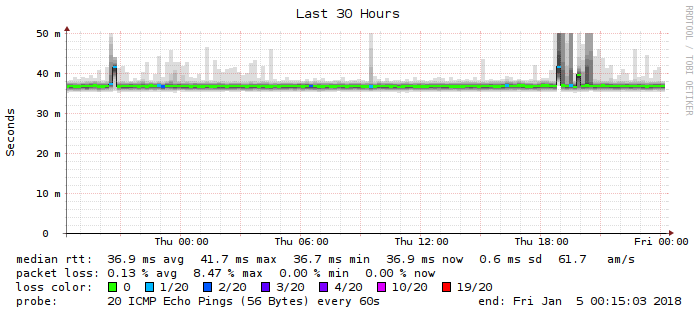 Last 30 Hours
RRDTOOL / TOBI OETIKER
Seconds
50 m
40 m
30 m
20 m
10 m
0
Thu 00:00 Thu 06:00 Thu 12:00 Thu 18:00 Fri 00:00
median rtt: 36.9 ms avg 41.7 ms max 36.7 ms min 36.9 ms now 0.6 ms sd 61.7 am/s
packet loss: 0.13 % avg 8.47 % max 0.00 % min 0.00 % now
loss color: 0 1/20 2/20 3/20 4/20 10/20 19/20
probe: 20 ICMP Echo Pings (56 Bytes) every 60s end: Fri Jan 5 00:15:03 2018